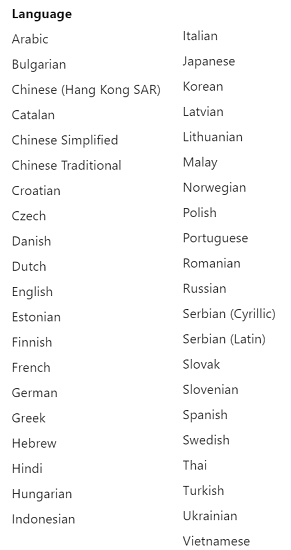 Language
Arabic
Bulgarian
Chinese (Hang Kong SAR)
Catalan
Chinese Simplified
Chinese Traditional
Croatian
Czech
Danish
Dutch
English
Estonian
Finnish
French
German
Greek
Hebrew
Hindi
Hungarian
Indonesian
Italian
Japanese
Korean
Latvian
Lithuanian
Malay
Norwegian
Polish
Portuguese
Romanian
Russian
Serbian (Cyrillic)
Serbian (Latin)
Slovak
Slovenian
Spanish
Swedish
Thai
Turkish
Ukrainian
Vietnamese